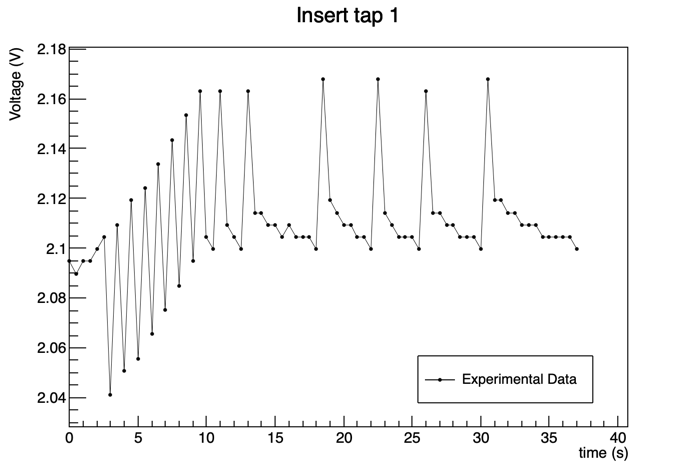 Insert tap 1
Voltage (V)
2.18
2.16
2.14
2.12
2.1
2.08
2.06
2.04
Experimental Data
0 5 10 15 20 25 30 35 40
time (s)